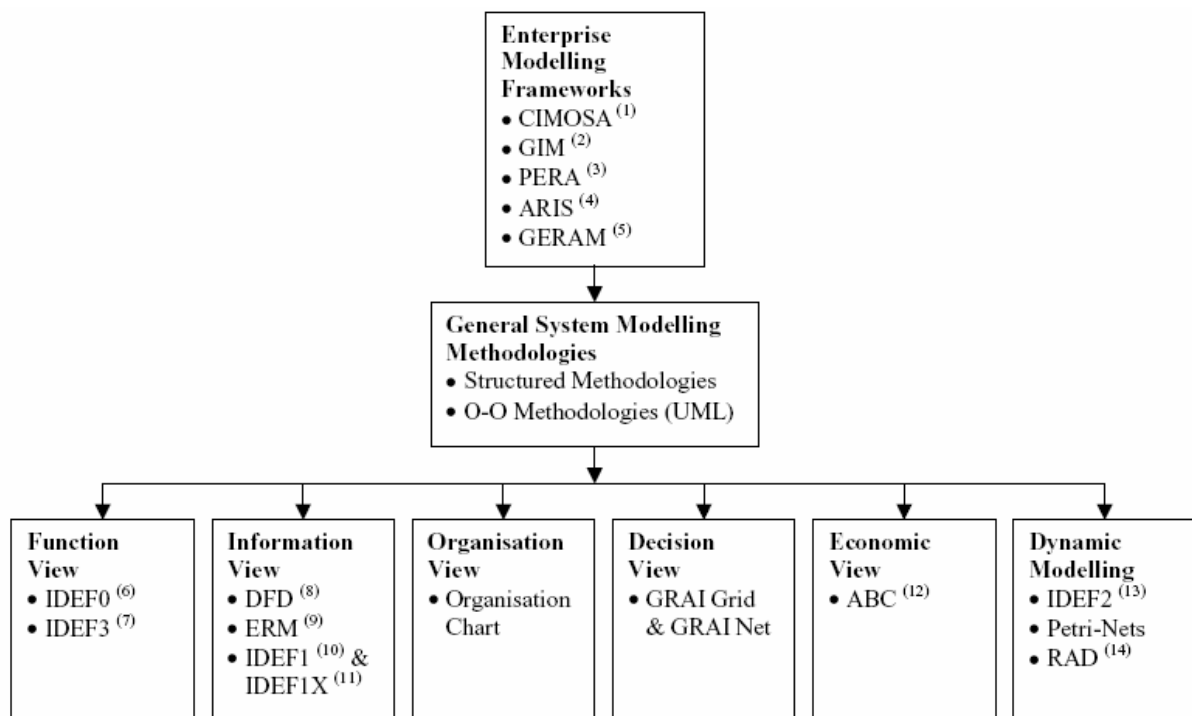 Enterprise
Modelling
Frameworks
• CIMOSA (1)
• GIM (2)
• PERA (3)
• ARIS (4)
• GERAM (5)
General System Modelling
Methodologies
• Structured Methodologies
• O-O Methodologies (UML)
Function
View
• IDEF0 (6)
• IDEF3 (7)
Information
View
• DFD (8)
• ERM (9)
• IDEF1 (10) &
IDEF1X (11)
Organisation
View
• Organisation
Chart
Decision
View
• GRAI Grid
& GRAI Net
Economic
View
• ABC (12)
Dynamic
Modelling
• IDEF2 (13)
• Petri-Nets
• RAD (14)